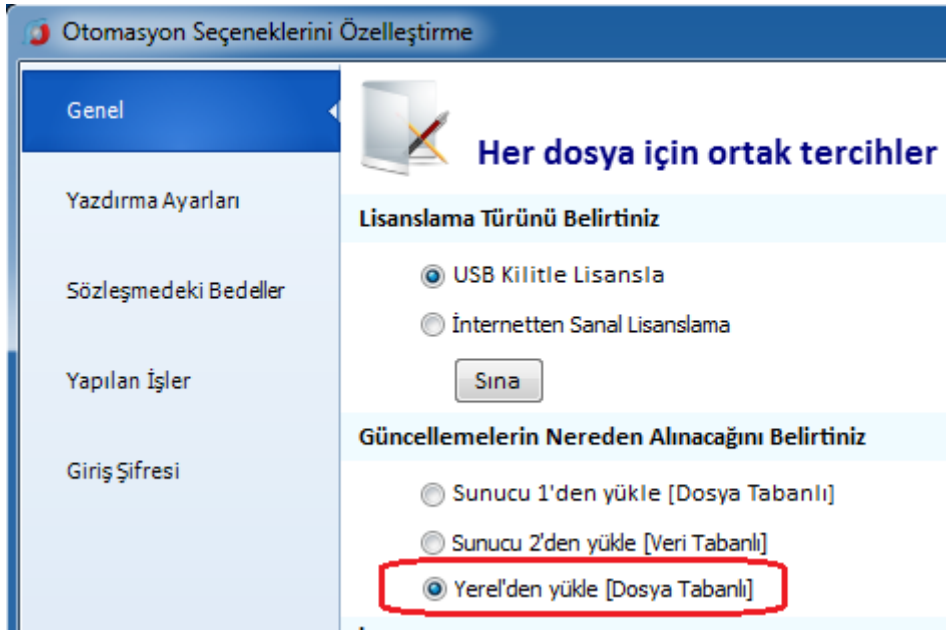 Otomasyon Seçeneklerini Özelleştirme
Genel
Yazdırma Ayarları
Sözleşmedeki Bedeller
Yapılan İşler
Giriş Şifresi
Her dosya için ortak tercihler
Lisanslama Türünü Belirtiniz
USB Kilitle Lisansla
İnternetten Sanal Lisanslama
Sına
Güncellemelerin Nereden Alınacağını Belirtiniz
Sunucu 1'den yükle [Dosya Tabanlı]
Sunucu 2'den yükle [Veri Tabanlı]
Yerel'den yükle [Dosya Tabanlı]